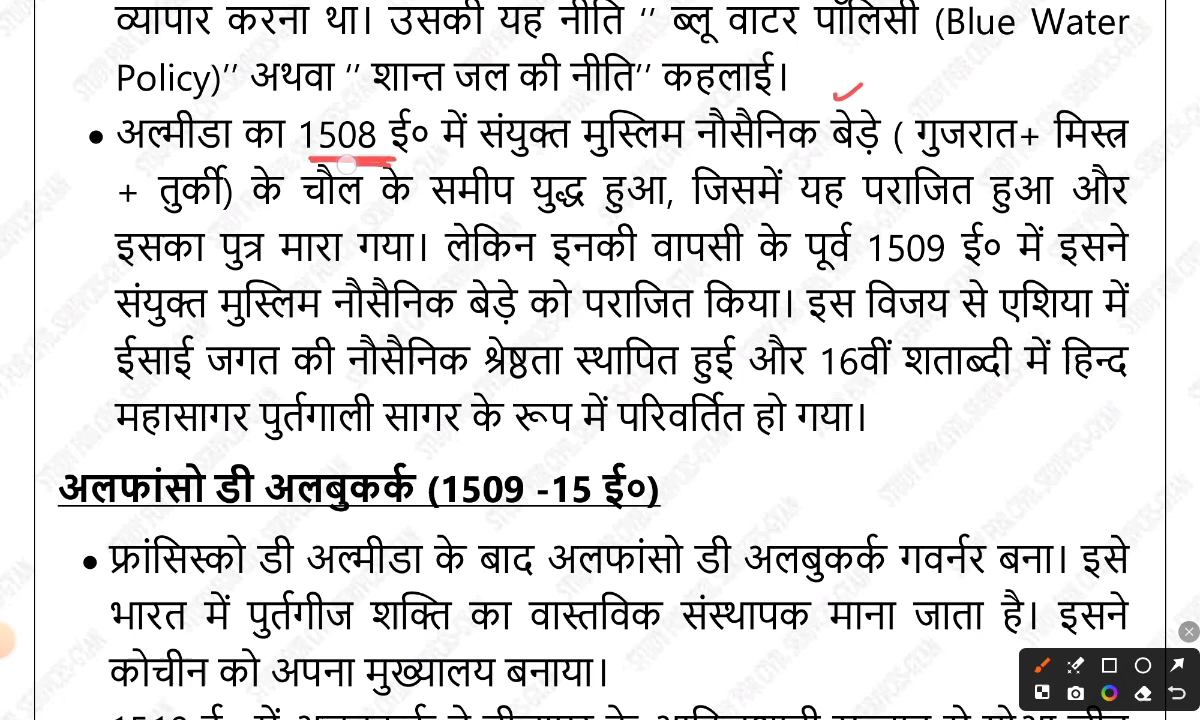 व्यापार करना था। उसकी यह नीति '' ब्लू वाटर पॉलिसी (Blue Water
Policy)'' अथवा '' शान्त जल की नीति'' कहलाई।
• अल्मीडा का 1508 ई० में संयुक्त मुस्लिम नौसैनिक बेड़े ( गुजरात+ मिस्त्र
+ तुर्की) के चौल के समीप युद्ध हुआ, जिसमें यह पराजित हुआ और
इसका पुत्र मारा गया। लेकिन इनकी वापसी के पूर्व 1509 ई० में इसने
संयुक्त मुस्लिम नौसैनिक बेड़े को पराजित किया। इस विजय से एशिया में
ईसाई जगत की नौसैनिक श्रेष्ठता स्थापित हुई और 16वीं शताब्दी में हिन्द
महासागर पुर्तगाली सागर के रूप में परिवर्तित हो गया।
अलफांसो डी अलबुकर्क (1509 -15 ई०)
• फ्रांसिस्को डी अल्मीडा के बाद अलफांसो डी अलबुकर्क गवर्नर बना। इसे
भारत में पुर्तगीज शक्ति का वास्तविक संस्थापक माना जाता है। इसने
कोचीन को अपना मुख्यालय बनाया।